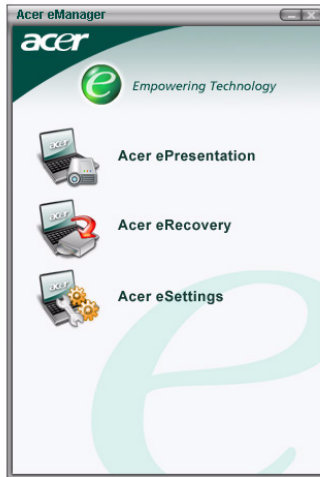 Acer eManager
acer
e Empowering Technology
Acer ePresentation
Acer eRecovery
Acer eSettings